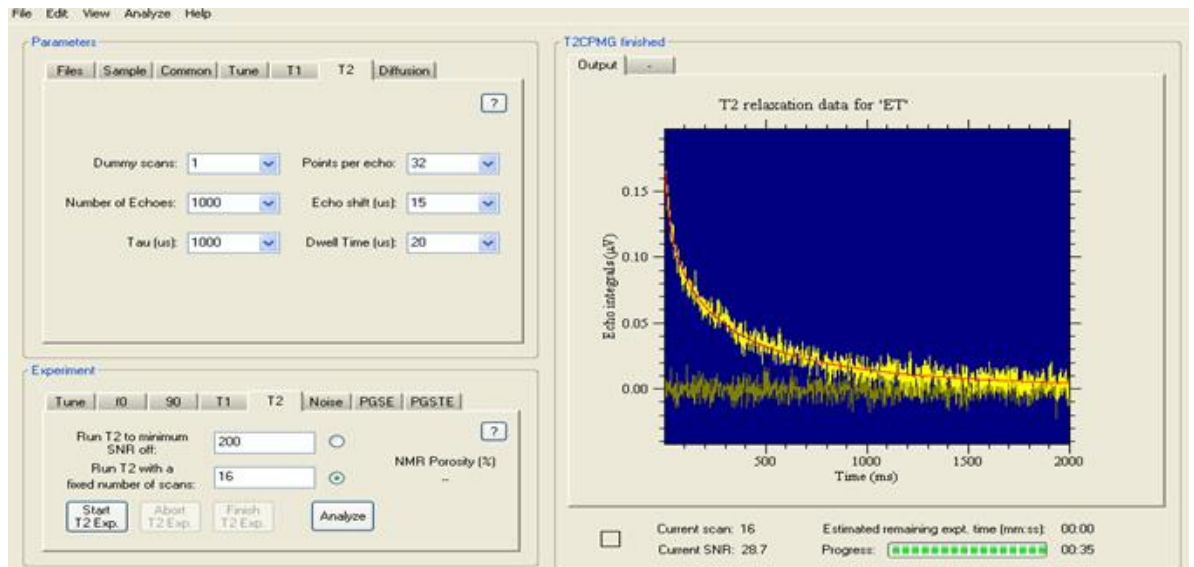 File Edit View Analyze Help
Parameters
Files Sample Common Tune T1 T2 Diffusion
?
Dummy scans: 1 Points per echo: 32
Number of Echoes: 1000 Echo shift (us): 15
Tau (us): 1000 Dwell Time (us): 20
Experiment
Tune f0 90 T1 T2 Noise PGSE PGSTE
?
Run T2 to minimum
SNR off: 200
Run T2 with a
fixed number of scans: 16
NMR Porosity (%)
--
Start
T2 Exp.
Abort
T2 Exp.
Finish
T2 Exp.
Analyze
T2CPMG finished
Output -
T2 relaxation data for 'ET'
Echo integrals (µV)
0.15
0.10
0.05
0.00
500 1000 1500 2000
Time (ms)
Current scan: 16 Estimated remaining expt. time (mm:ss): 00:00
Current SNR: 28.7 Progress: 00:35